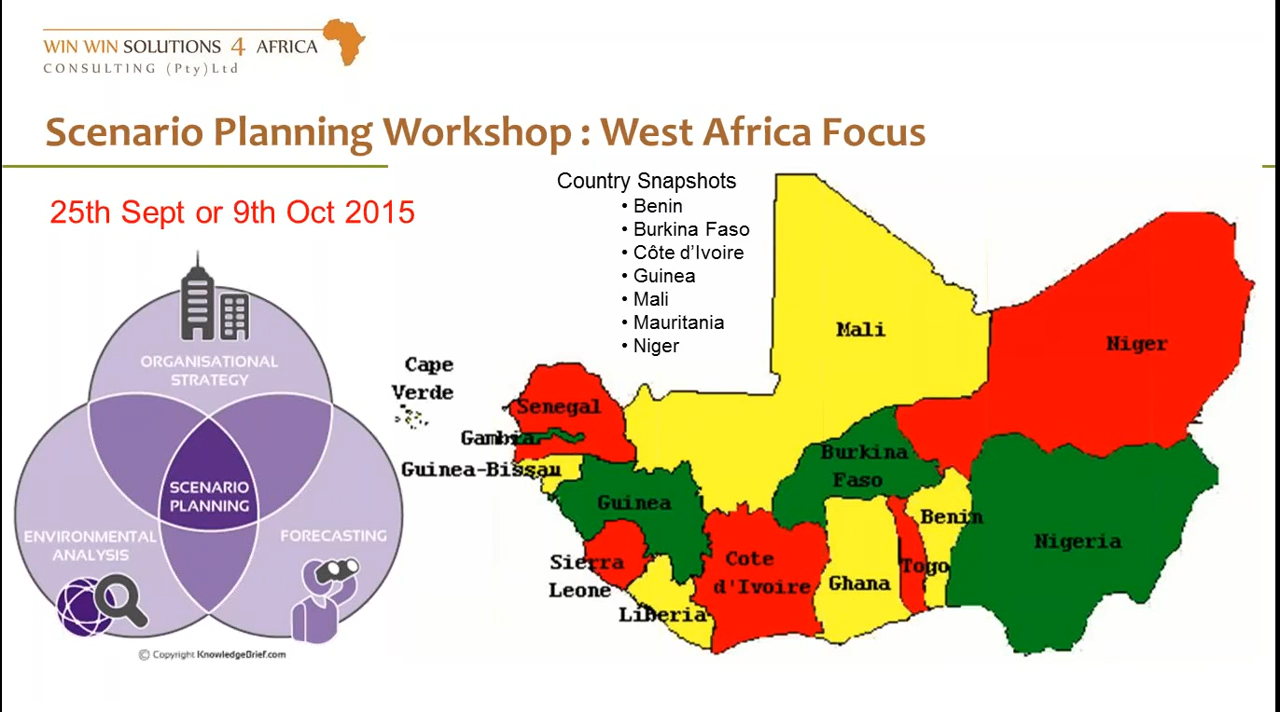 WIN WIN SOLUTIONS 4 AFRICA
CONSULTING (Pty)Ltd
Scenario Planning Workshop : West Africa Focus
25th Sept or 9th Oct 2015
Country Snapshots
• Benin
• Burkina Faso
• Côte d’Ivoire
• Guinea
• Mali
• Mauritania
• Niger
ORGANISATIONAL
STRATEGY
SCENARIO
PLANNING
ENVIRONMENTAL
ANALYSIS
FORECASTING
© Copyright KnowledgeBrief.com
Mali
Niger
Cape
Verde
Senegal
Gambia
Guinea-Bissau
Burkina
Faso
Guinea
Benin
Nigeria
Sierra
Leone
Cote
d'Ivoire
Togo
Ghana
Liberia